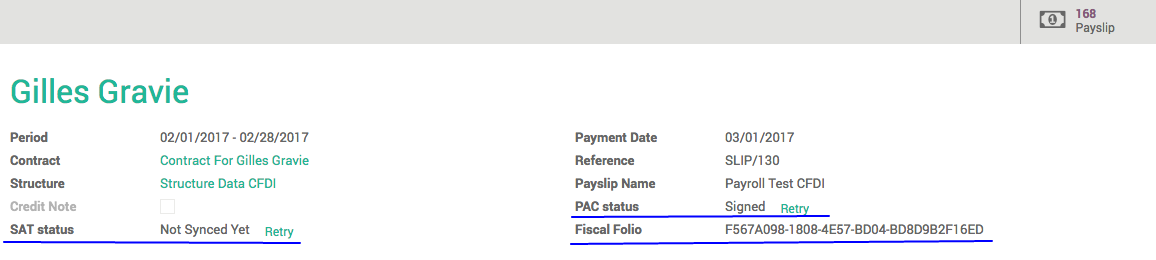 168
Payslip
Gilles Gravie
Period 02/01/2017 - 02/28/2017 Payment Date 03/01/2017
Contract Contract For Gilles Gravie Reference SLIP/130
Structure Structure Data CFDI Payslip Name Payroll Test CFDI
Credit Note PAC status Signed Retry
SAT status Not Synced Yet Retry Fiscal Folio F567A098-1808-4E57-BD04-BD8D9B2F16ED